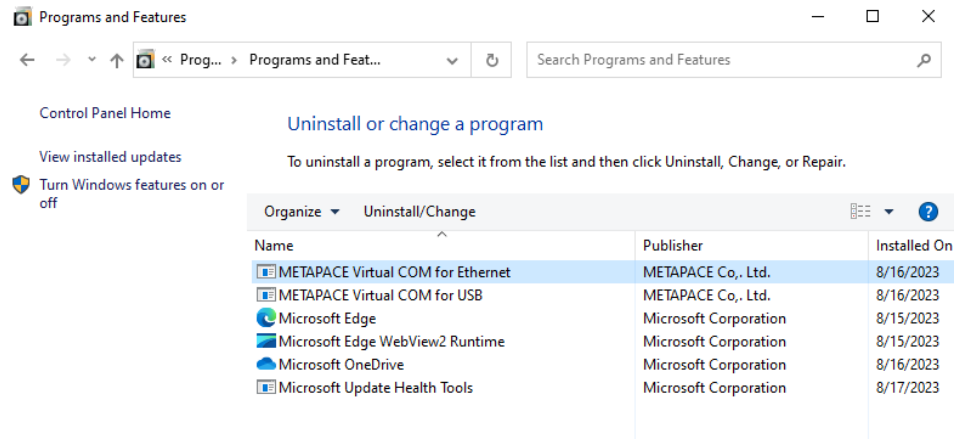 Programs and Features
« Prog... > Programs and Feat...
Search Programs and Features
Control Panel Home
View installed updates
Turn Windows features on or
off
Uninstall or change a program
To uninstall a program, select it from the list and then click Uninstall, Change, or Repair.
Organize Uninstall/Change
Name Publisher Installed On
METAPACE Virtual COM for Ethernet METAPACE Co,. Ltd. 8/16/2023
METAPACE Virtual COM for USB METAPACE Co,. Ltd. 8/16/2023
Microsoft Edge Microsoft Corporation 8/15/2023
Microsoft Edge WebView2 Runtime Microsoft Corporation 8/15/2023
Microsoft OneDrive Microsoft Corporation 8/16/2023
Microsoft Update Health Tools Microsoft Corporation 8/17/2023